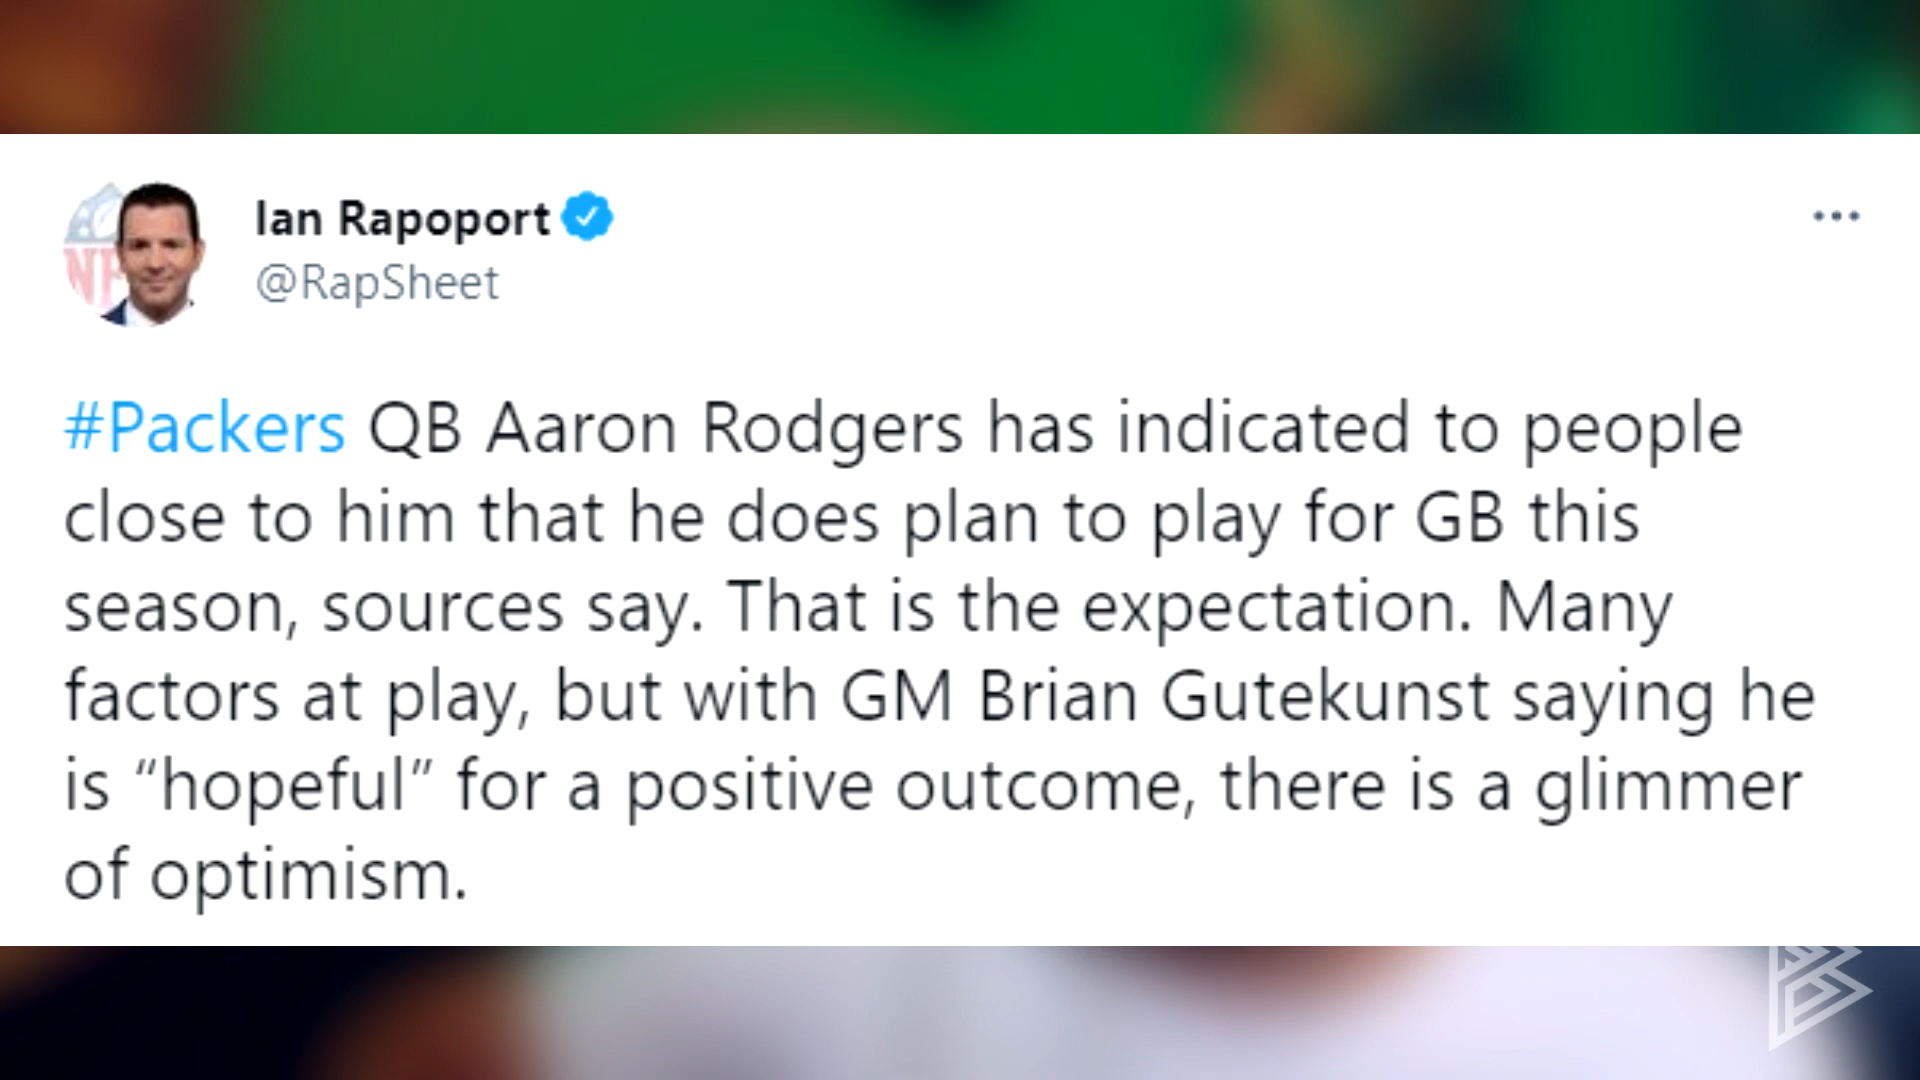 Ian Rapoport
@RapSheet
#Packers QB Aaron Rodgers has indicated to people
close to him that he does plan to play for GB this
season, sources say. That is the expectation. Many
factors at play, but with GM Brian Gutekunst saying he
is “hopeful” for a positive outcome, there is a glimmer
of optimism.